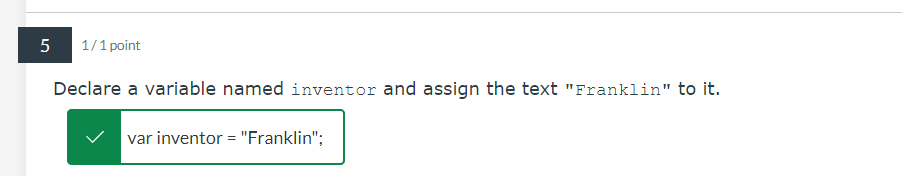 5 1/1 point
Declare a variable named inventor and assign the text "Franklin" to it.
var inventor = "Franklin";